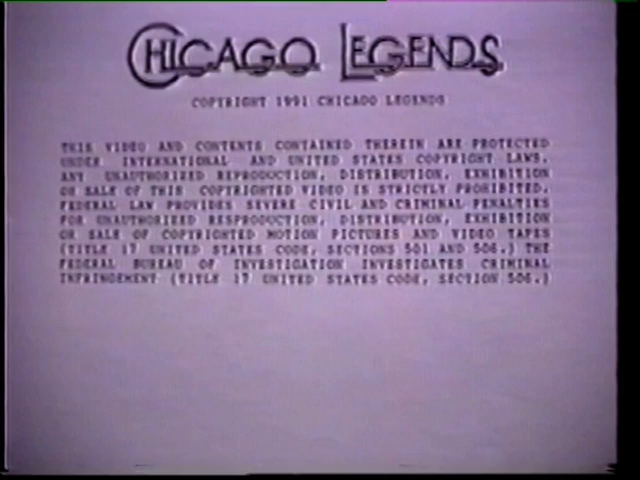 CHICAGO LEGENDS
COPYRIGHT 1991 CHICAGO LEGENDS
THIS VIDEO AND CONTENTS CONTAINED THEREIN ARE PROTECTED
UNDER INTERNATIONAL AND UNITED STATES COPYRIGHT LAWS.
ANY UNAUTHORIZED REPRODUCTION, DISTRIBUTION, EXHIBITION
OR SALE OF THIS COPYRIGHTED VIDEO IS STRICTLY PROHIBITED.
FEDERAL LAW PROVIDES SEVERE CIVIL AND CRIMINAL PENALTIES
FOR UNAUTHORIZED RESPRODUCTION, DISTRIBUTION, EXHIBITION
OR SALE OF COPYRIGHTED MOTION PICTURES AND VIDEO TAPES
(TITLE 17 UNITED STATES CODE, SECTIONS 501 AND 506.) THE
FEDERAL BUREAU OF INVESTIGATION INVESTIGATES CRIMINAL
INFRINGEMENT (TITLE 17 UNITED STATES CODE, SECTION 506.)